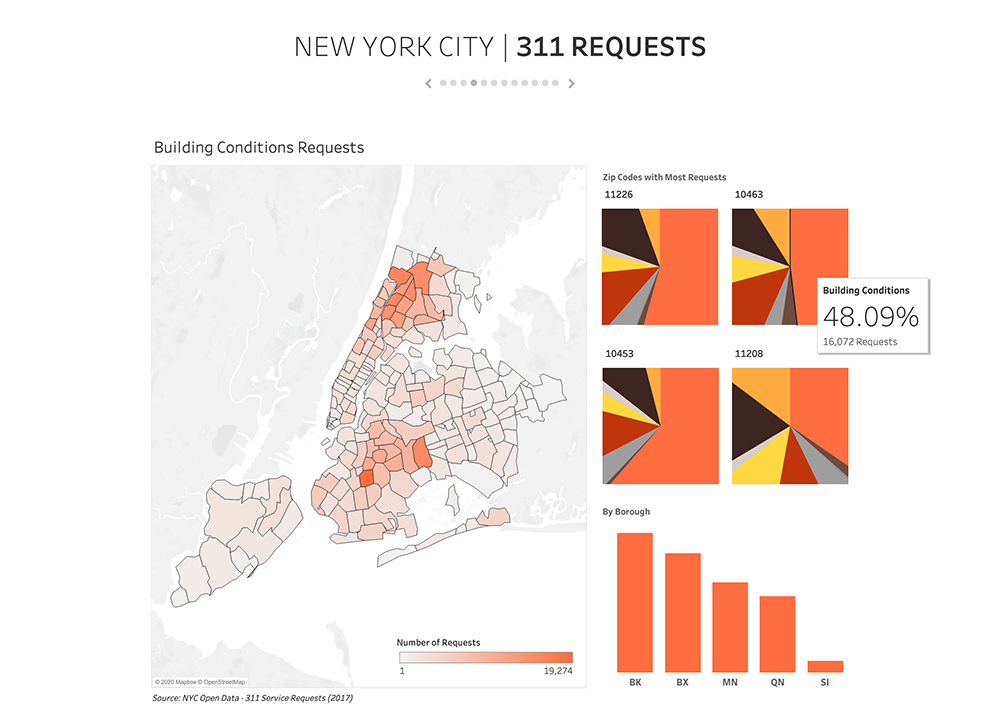 NEW YORK CITY | 311 REQUESTS
Building Conditions Requests
Zip Codes with Most Requests
11226
10463
Building Conditions
48.09%
16,072 Requests
10453
11208
By Borough
Number of Requests
1
19,274
BK
BX
MN
QN
SI
© 2020 Mapbox © OpenStreetMap
Source: NYC Open Data - 311 Service Requests (2017)